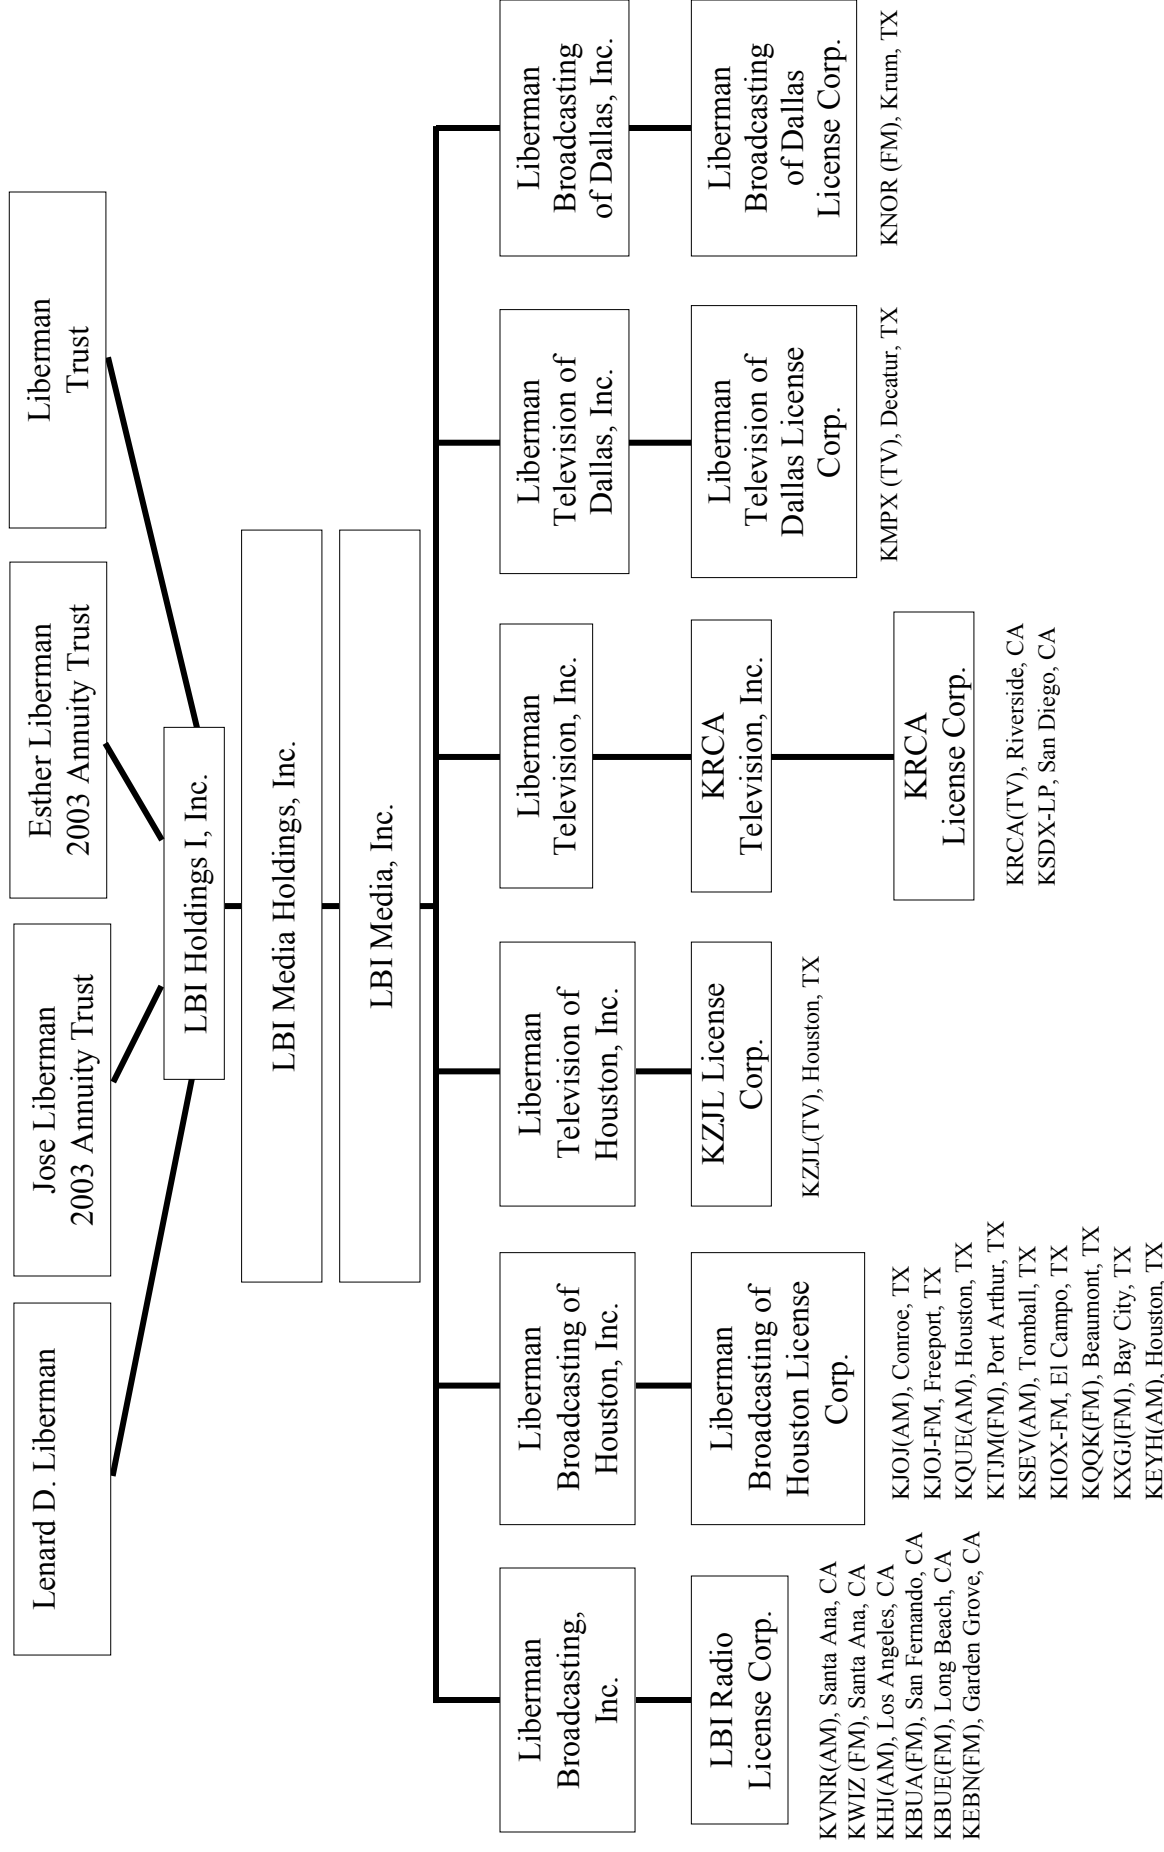 Lenard D. Liberman
Jose Liberman
2003 Annuity Trust
Esther Liberman
2003 Annuity Trust
Liberman
Trust
LBI Holdings I, Inc.
LBI Media Holdings, Inc.
LBI Media, Inc.
Liberman
Broadcasting,
Inc.
Liberman
Broadcasting of
Houston, Inc.
Liberman
Television of
Houston, Inc.
Liberman
Television, Inc.
Liberman
Television of
Dallas, Inc.
Liberman
Broadcasting
of Dallas, Inc.
LBI Radio
License Corp.
Liberman
Broadcasting of
Houston License
Corp.
KZJL License
Corp.
KRCA
Television, Inc.
Liberman
Television of
Dallas License
Corp.
Liberman
Broadcasting
of Dallas
License Corp.
KRCA
License Corp.
KVNR(AM), Santa Ana, CA
KWIZ (FM), Santa Ana, CA
KHJ(AM), Los Angeles, CA
KBUA(FM), San Fernando, CA
KBUE(FM), Long Beach, CA
KEBN(FM), Garden Grove, CA
KJOJ(AM), Conroe, TX
KJOJ-FM, Freeport, TX
KQUE(AM), Houston, TX
KTJM(FM), Port Arthur, TX
KSEV(AM), Tomball, TX
KIOX-FM, El Campo, TX
KQQK(FM), Beaumont, TX
KXGJ(FM), Bay City, TX
KEYH(AM), Houston, TX
KZJL(TV), Houston, TX
KRCA(TV), Riverside, CA
KSDX-LP, San Diego, CA
KMPX (TV), Decatur, TX
KNOR (FM), Krum, TX